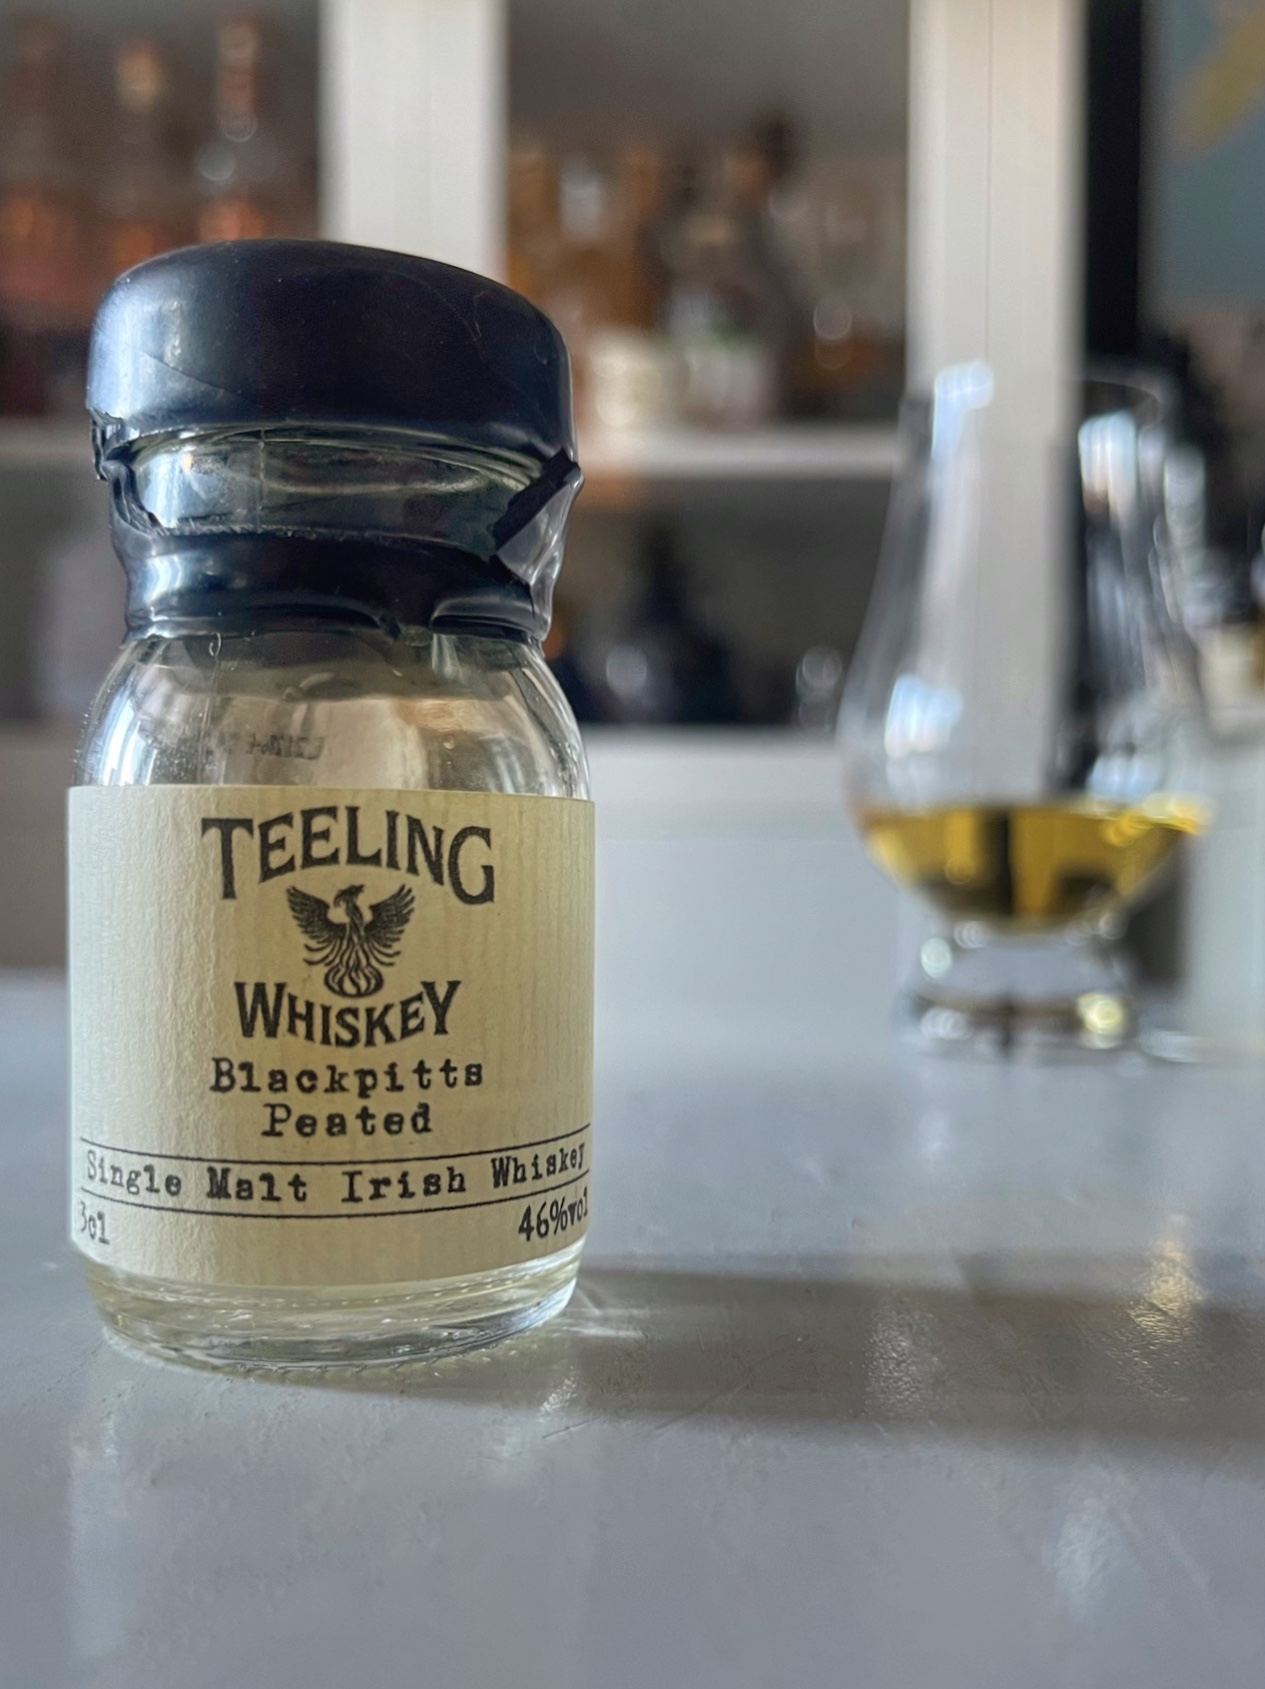 TEELING
WHISKEY
Blackpitts
Peated
Single Malt Irish Whiskey
3cl
46%vol